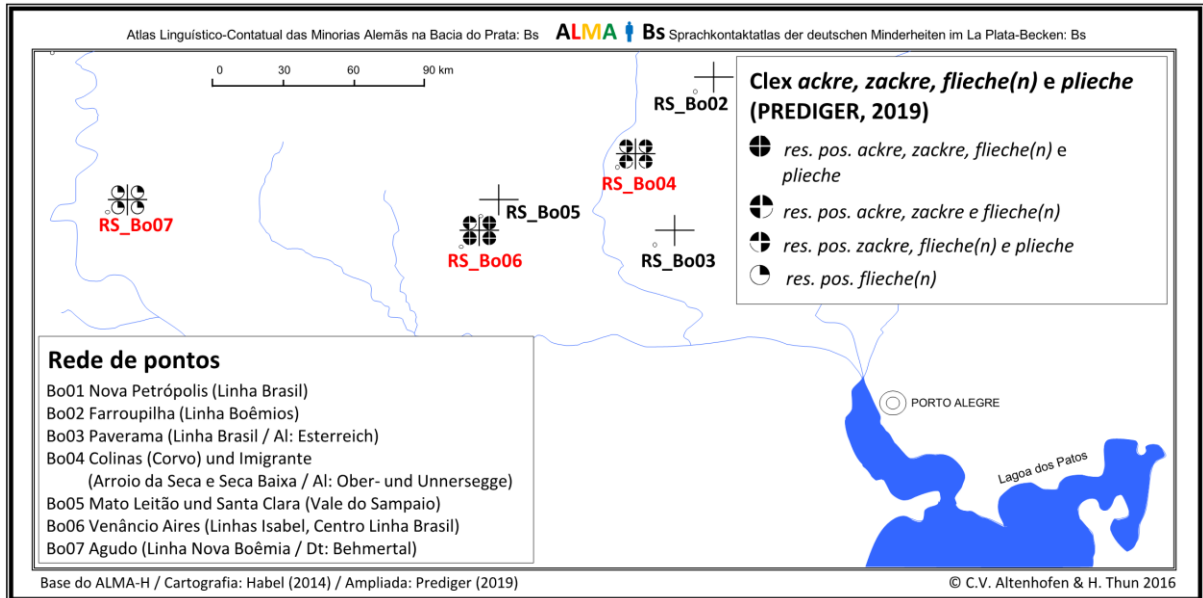 Atlas Linguístico-Contatual das Minorias Alemãs na Bacia do Prata: Bs ALMA Bs Sprachkontaktatlas der deutschen Minderheiten im La Plata-Becken: Bs
0 30 60 90 km
RS_Bo02
RS_Bo04
RS_Bo07
RS_Bo05
RS_Bo06
RS_Bo03
Clex ackre, zackre, flieche(n) e plieche
(PREDIGER, 2019)
res. pos. ackre, zackre, flieche(n) e
plieche
res. pos. ackre, zackre e flieche(n)
res. pos. zackre, flieche(n) e plieche
res. pos. flieche(n)
Rede de pontos
Bo01 Nova Petrópolis (Linha Brasil)
Bo02 Farroupilha (Linha Boêmios)
Bo03 Paverama (Linha Brasil / Al: Esterreich)
Bo04 Colinas (Corvo) und Imigrante
(Arroio da Seca e Seca Baixa / Al: Ober- und Unnersegge)
Bo05 Mato Leitão und Santa Clara (Vale do Sampaio)
Bo06 Venâncio Aires (Linhas Isabel, Centro Linha Brasil)
Bo07 Agudo (Linha Nova Boêmia / Dt: Behmertal)
PORTO ALEGRE
Lagoa dos Patos
Base do ALMA-H / Cartografia: Habel (2014) / Ampliada: Prediger (2019)
© C.V. Altenhofen & H. Thun 2016